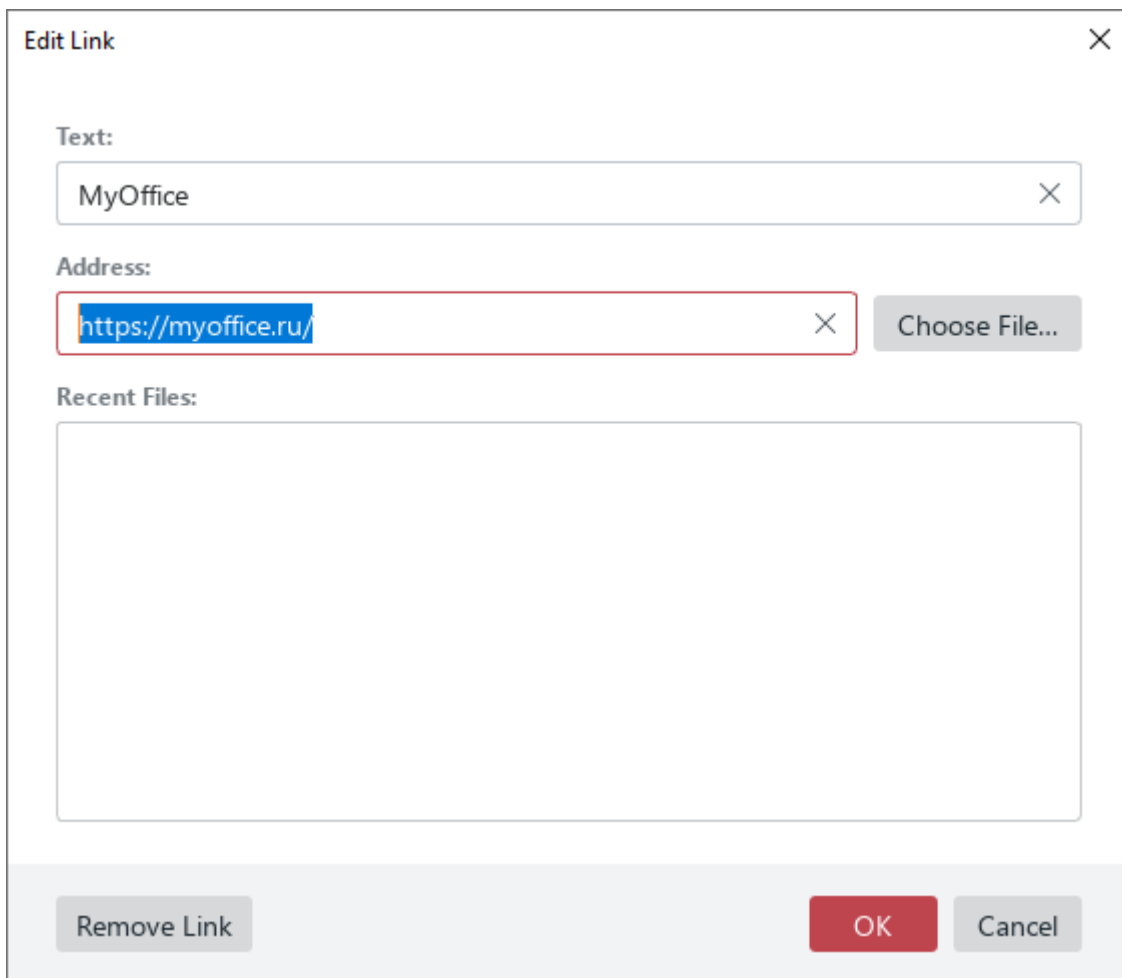 Edit Link
Text:
MyOffice
Address:
https://myoffice.ru/
Choose File...
Recent Files:
Remove Link
OK
Cancel